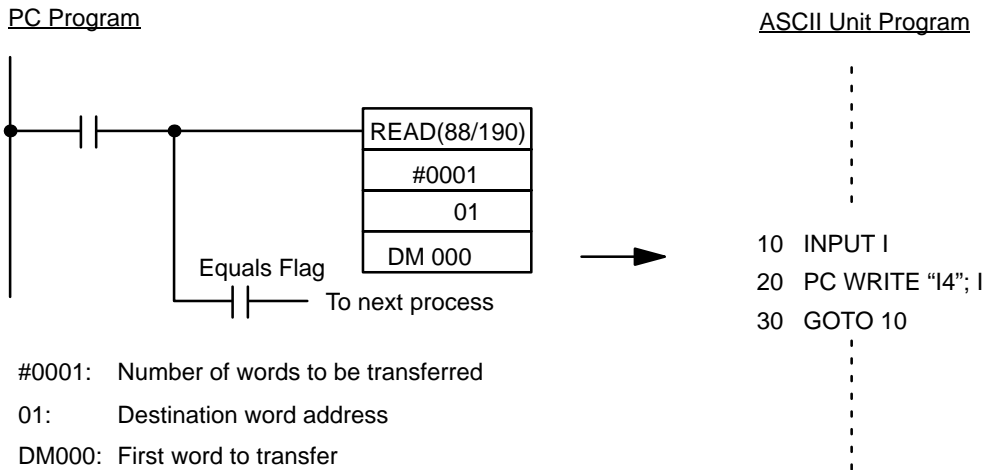 PC Program
ASCII Unit Program
READ(88/190)
#0001
01
DM 000
Equals Flag
To next process
10 INPUT I
20 PC WRITE “I4”; I
30 GOTO 10
#0001: Number of words to be transferred
01: Destination word address
DM000: First word to transfer